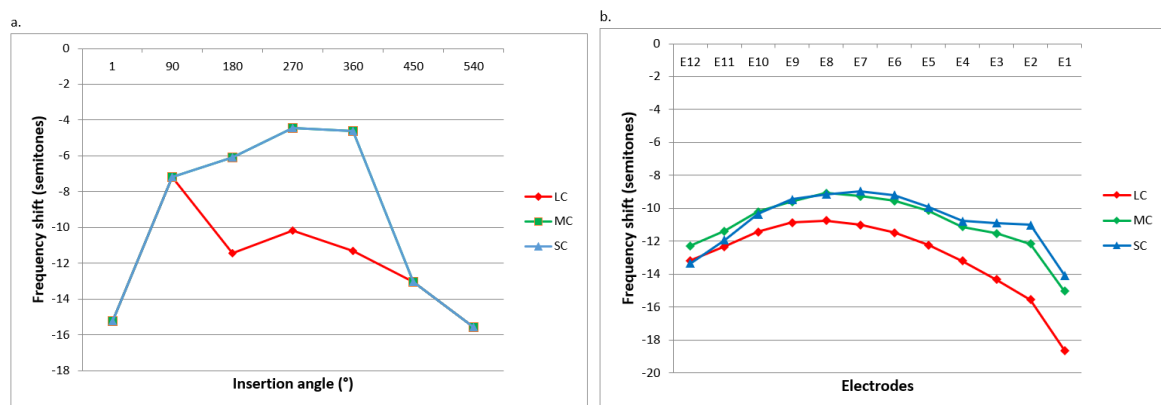 a.
0
-2
-4
-6
-8
-10
-12
-14
-16
-18
1 90 180 270 360 450 540
Frequency shift (semitones)
Insertion angle (°)
LC
MC
SC
b.
0
-2
-4
-6
-8
-10
-12
-14
-16
-18
-20
E12 E11 E10 E9 E8 E7 E6 E5 E4 E3 E2 E1
Frequency shift (semitones)
Electrodes
LC
MC
SC